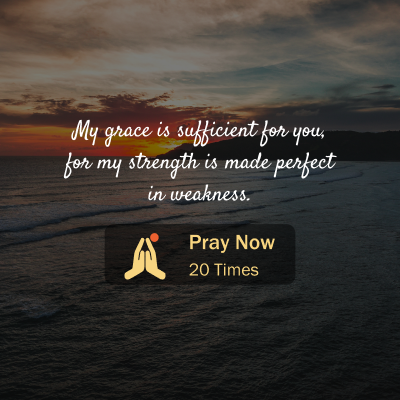 My grace is sufficient for you,
for my strength is made perfect
in weakness.
Pray Now
20 Times